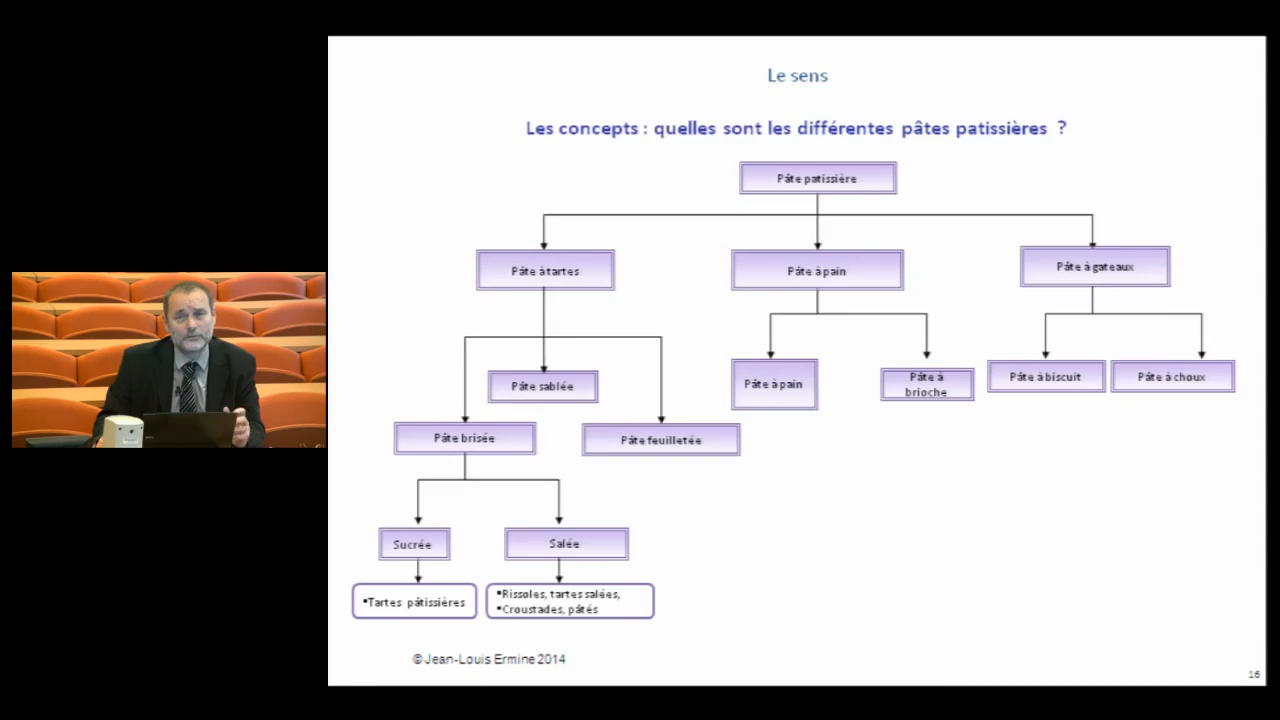 Le sens
Les concepts : quelles sont les différentes pâtes patissières ?
Pâte patissière
Pâte à tartes
Pâte à pain
Pâte à gateaux
Pâte sablée
Pâte à pain
Pâte à
brioche
Pâte à biscuit
Pâte à choux
Pâte brisée
Pâte feuilletée
Sucrée
Salée
▪Tartes pâtissières
▪Rissoles, tartes salées,
▪Croustades, pâtés
© Jean-Louis Ermine 2014
16